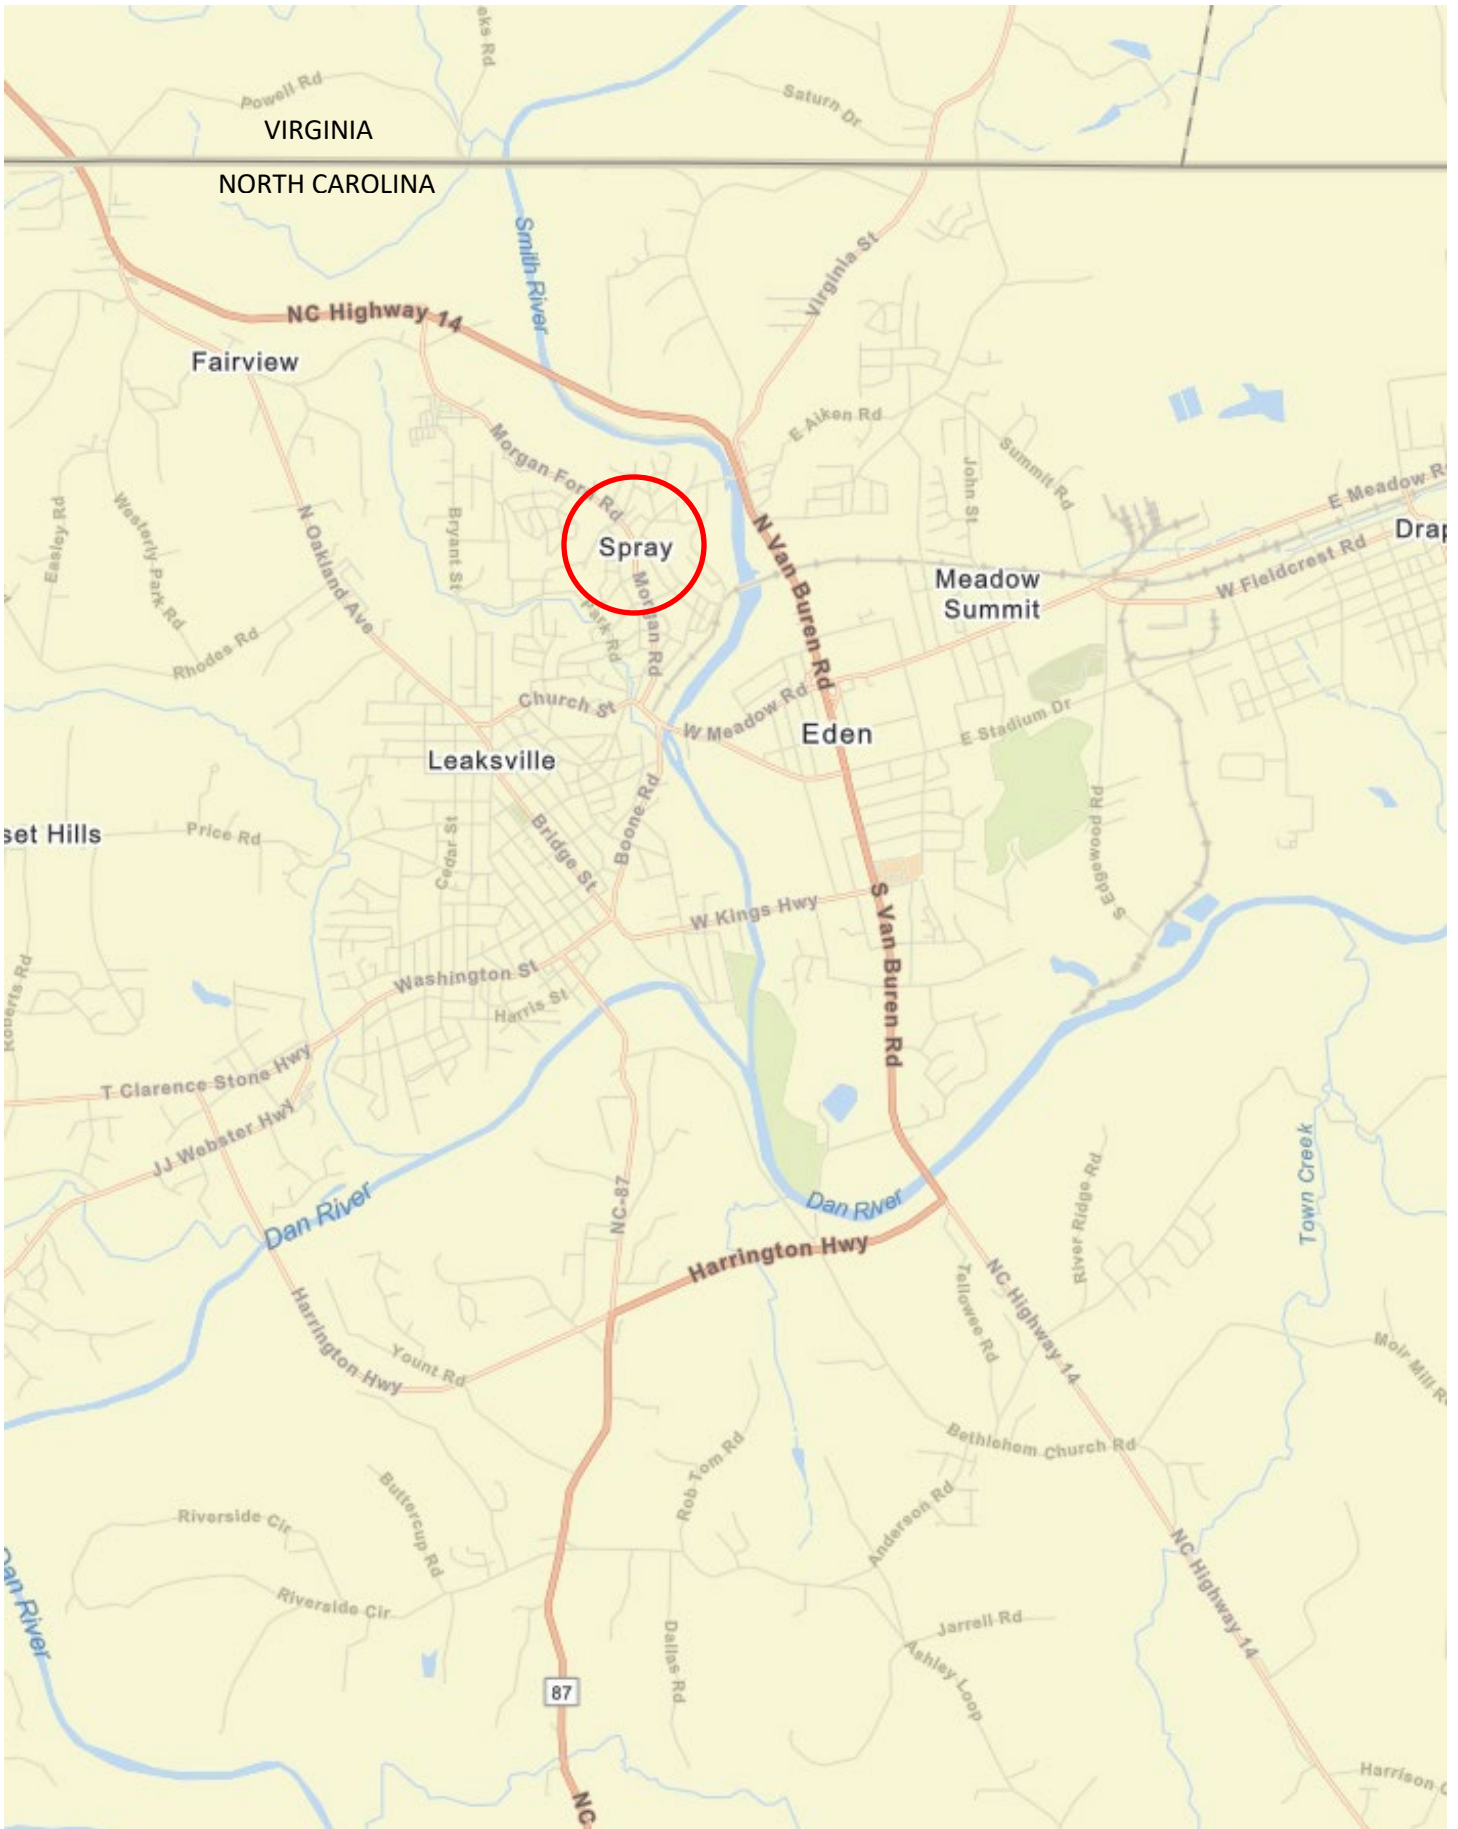 eks Rd
Powell Rd
Saturn Dr
VIRGINIA
NORTH CAROLINA
Smith River
Virginia St
NC Highway 14
Fairview
E Aiken Rd
Morgan Ford Rd
Summit Rd
John St
E Meadow R
Drap
Easley Rd
Westerly Park Rd
N Oakland Ave
Bryant St
Spray
N Van Buren Rd
W Fieldcrest Rd
Meadow
Summit
Park Rd
Morgan Rd
Rhodes Rd
Church St
W Meadow Rd
Eden
E Stadium Dr
Leaksville
set Hills
Price Rd
Cedar St
Bridge St
Boone Rd
S Edgewood Rd
W Kings Hwy
S Van Buren Rd
Roberts Rd
Washington St
Harris St
T Clarence Stone Hwy
JJ Webster Hwy
Dan River
NC-87
Dan River
River Ridge Rd
Town Creek
Harrington Hwy
Tellowee Rd
NC Highway 14
Harrington Hwy
Yount Rd
Moir Mill R
Bethlehem Church Rd
Rob Tom Rd
Buttercup Rd
Anderson Rd
Riverside Cir
NC Highway 14
Dan River
Riverside Cir
Dallas Rd
Jarrell Rd
Ashley Loop
87
Harrison
NC